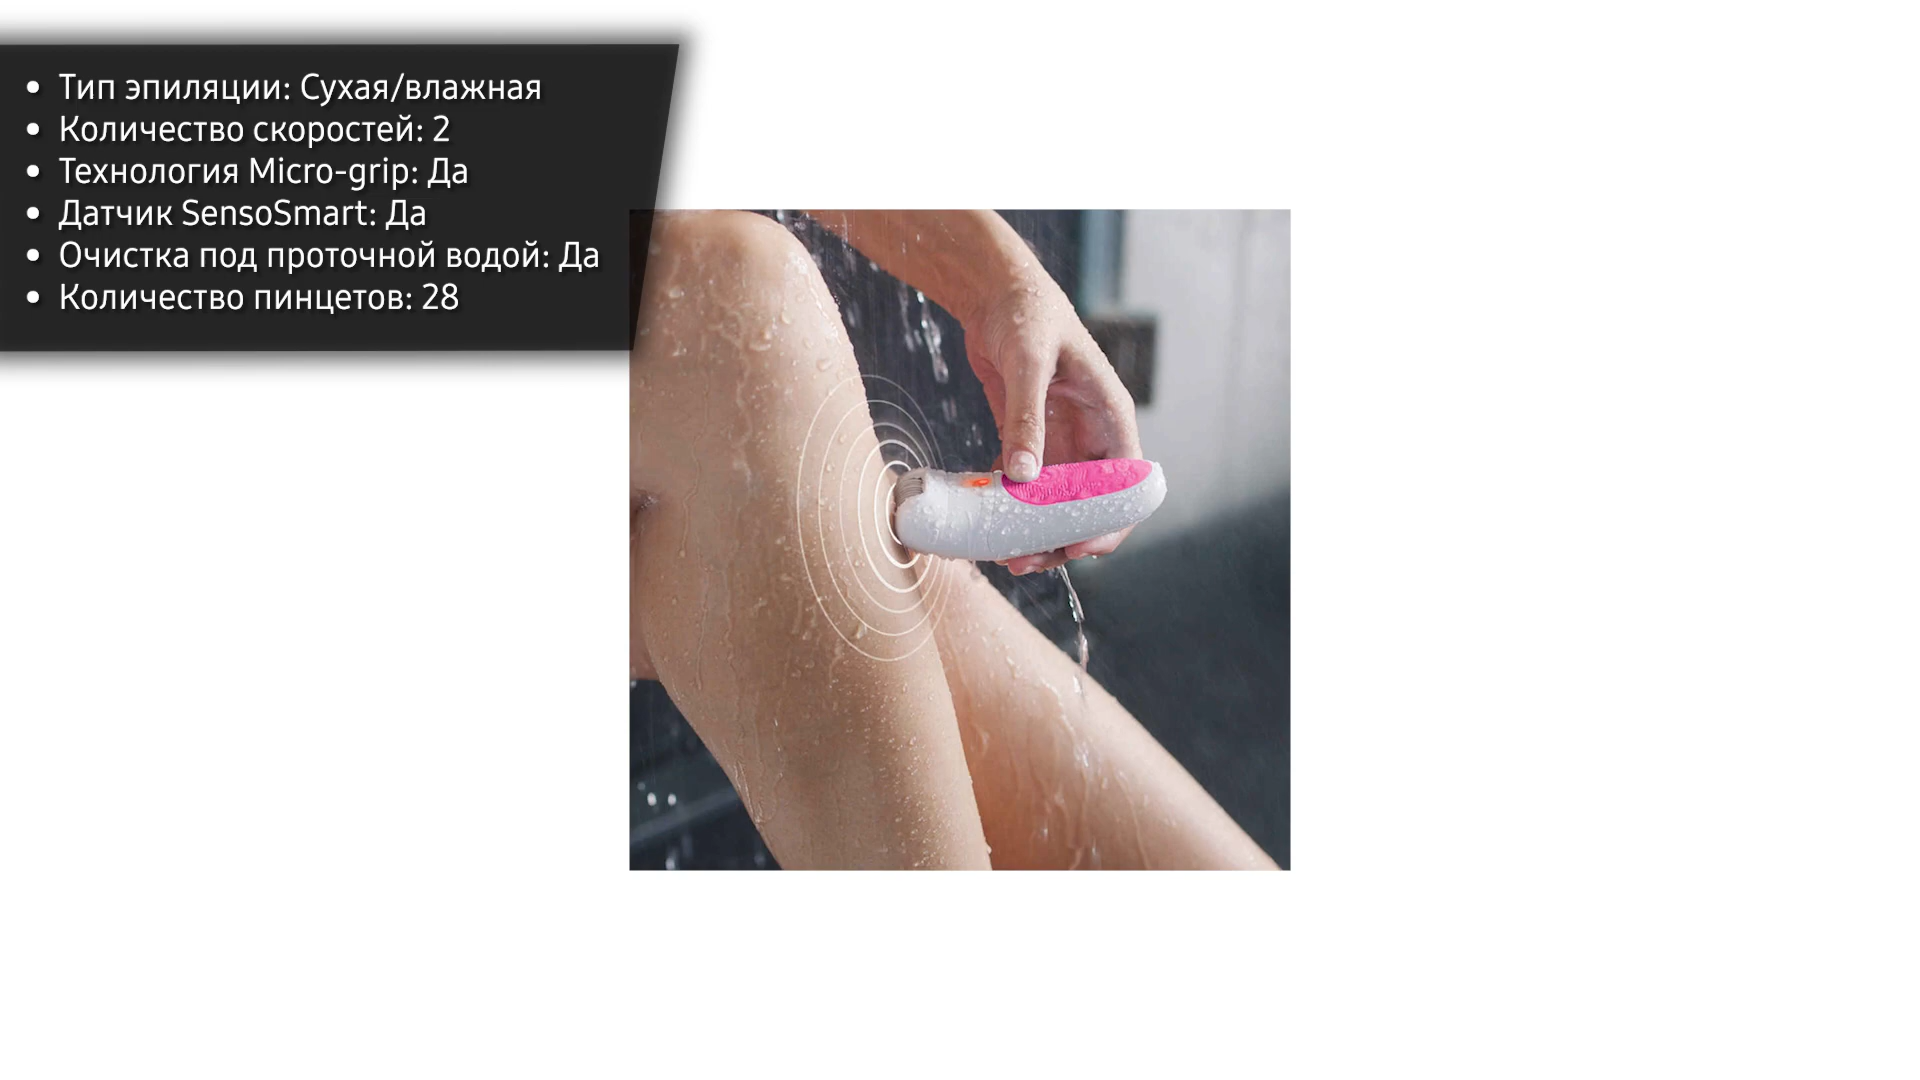 • Тип эпиляции: Сухая/влажная
• Количество скоростей: 2
• Технология Micro-grip: Да
• Датчик SensoSmart: Да
• Очистка под проточной водой: Да
• Количество пинцетов: 28